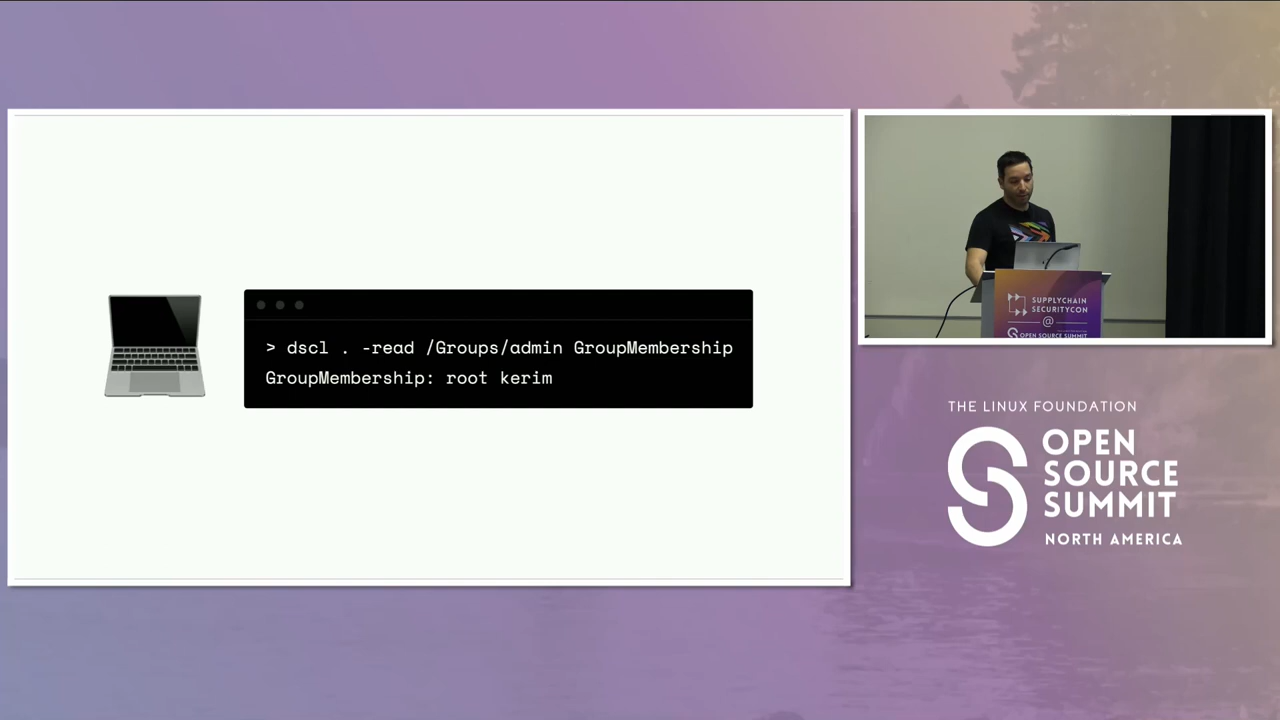 > dscl . -read /Groups/admin GroupMembership
GroupMembership: root kerim
SUPPLYCHAIN
SECURITYCON
@
OPEN SOURCE SUMMIT
THE LINUX FOUNDATION
OPEN
SOURCE
SUMMIT
NORTH AMERICA